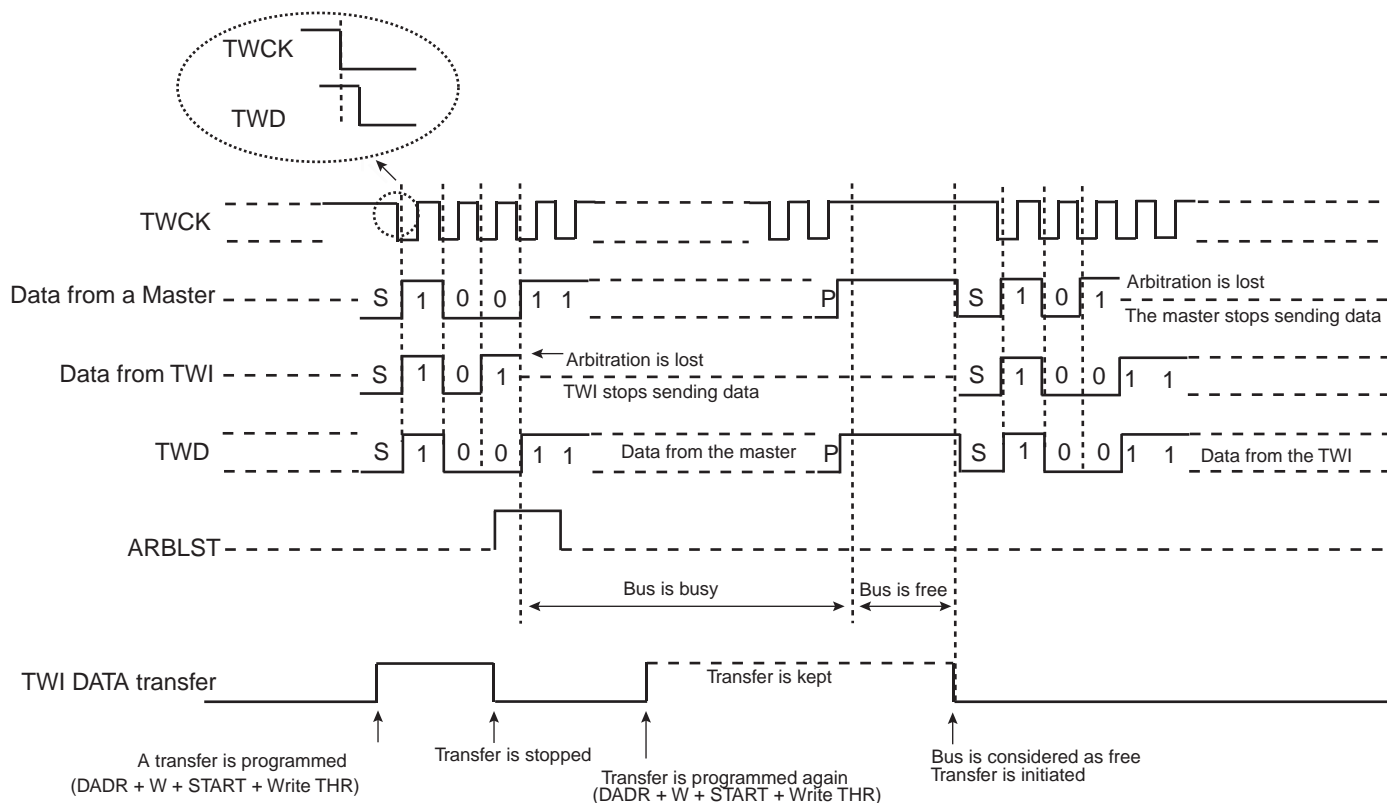 TWCK
TWD
TWCK
Data from a Master
S 1 0 0 1 1
P
S 1 0 1
Arbitration is lost
The master stops sending data
Data from TWI
S 1 0 1
Arbitration is lost
TWI stops sending data
S 1 0 0 1 1
TWD
S 1 0 0 1 1
Data from the master
P
S 1 0 0 1 1
Data from the TWI
ARBLST
Bus is busy
Bus is free
TWI DATA transfer
Transfer is kept
A transfer is programmed
(DADR + W + START + Write THR)
Transfer is stopped
Transfer is programmed again
(DADR + W + START + Write THR)
Bus is considered as free
Transfer is initiated